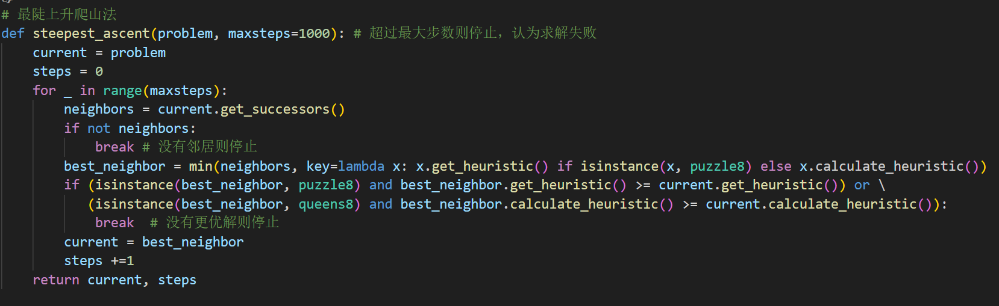 # 最陡上升爬山法
def steepest_ascent(problem, maxsteps=1000): # 超过最大步数则停止，认为求解失败
    current = problem
    steps = 0
    for _ in range(maxsteps):
        neighbors = current.get_successors()
        if not neighbors:
            break # 没有邻居则停止
        best_neighbor = min(neighbors, key=lambda x: x.get_heuristic() if isinstance(x, puzzle8) else x.calculate_heuristic())
        if (isinstance(best_neighbor, puzzle8) and best_neighbor.get_heuristic() >= current.get_heuristic()) or \
           (isinstance(best_neighbor, queens8) and best_neighbor.calculate_heuristic() >= current.calculate_heuristic()):
            break  # 没有更优解则停止
        current = best_neighbor
        steps +=1
    return current, steps